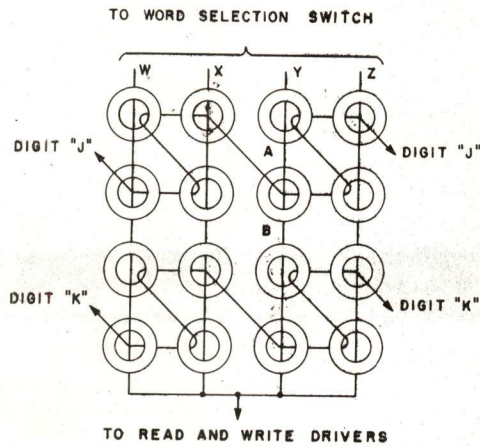 TO WORD SELECTION SWITCH
W X Y Z
A
DIGIT "J" DIGIT "J"
B
DIGIT "K" DIGIT "K"
TO READ AND WRITE DRIVERS